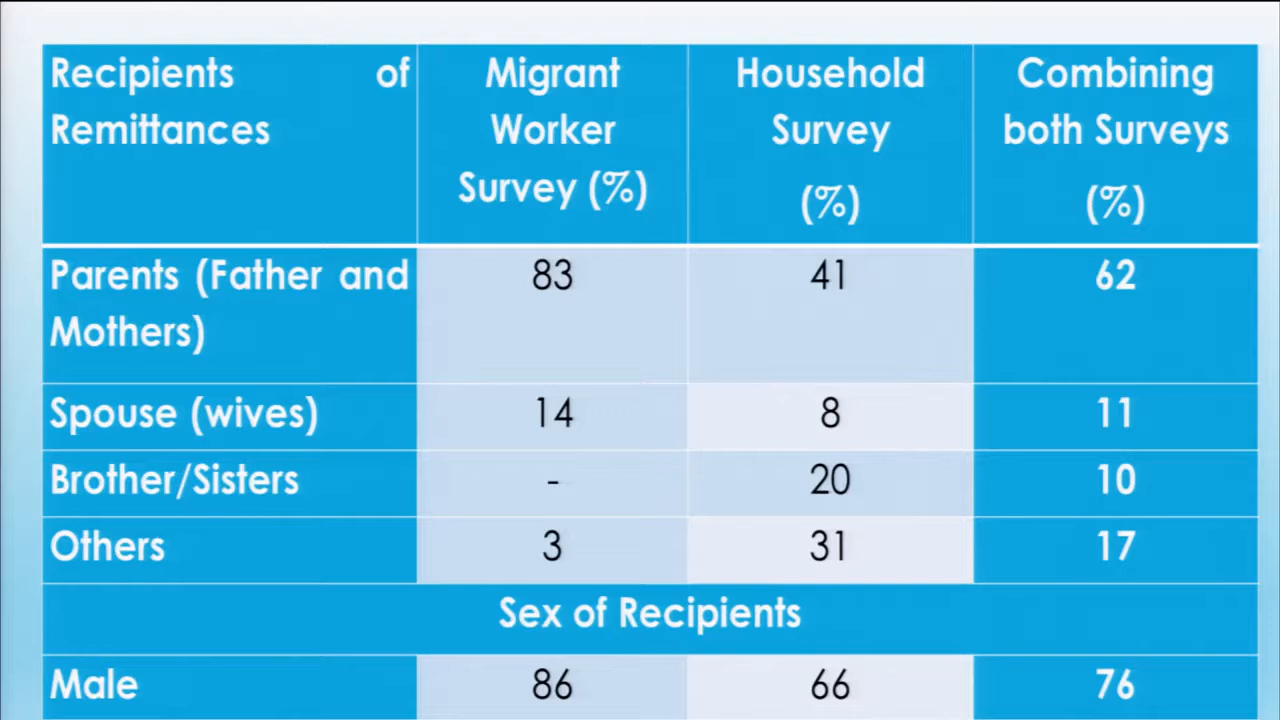 Recipients of Remittances | Migrant Worker Survey (%) | Household Survey (%) | Combining both Surveys (%)
Parents (Father and Mothers) | 83 | 41 | 62
Spouse (wives) | 14 | 8 | 11
Brother/Sisters | - | 20 | 10
Others | 3 | 31 | 17
Sex of Recipients
Male | 86 | 66 | 76